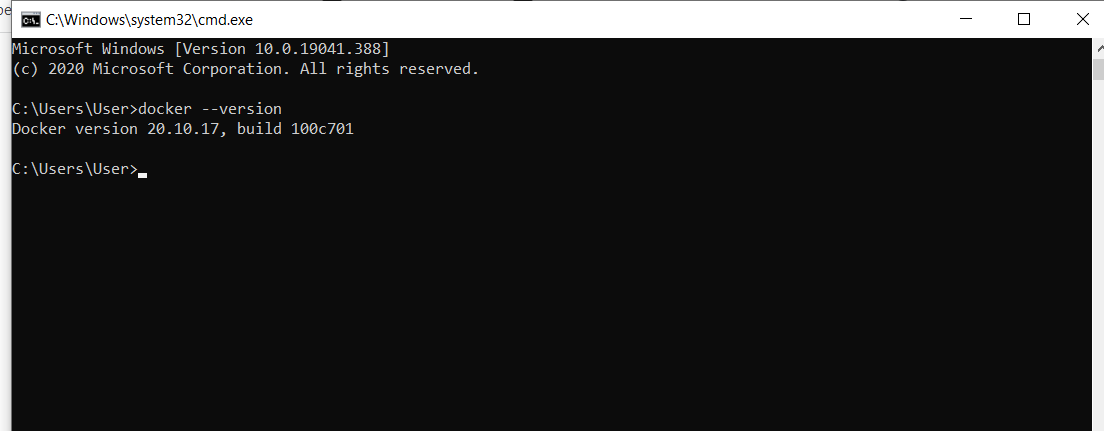 C:\Windows\system32\cmd.exe
Microsoft Windows [Version 10.0.19041.388]
(c) 2020 Microsoft Corporation. All rights reserved.
C:\Users\User>docker --version
Docker version 20.10.17, build 100c701
C:\Users\User>